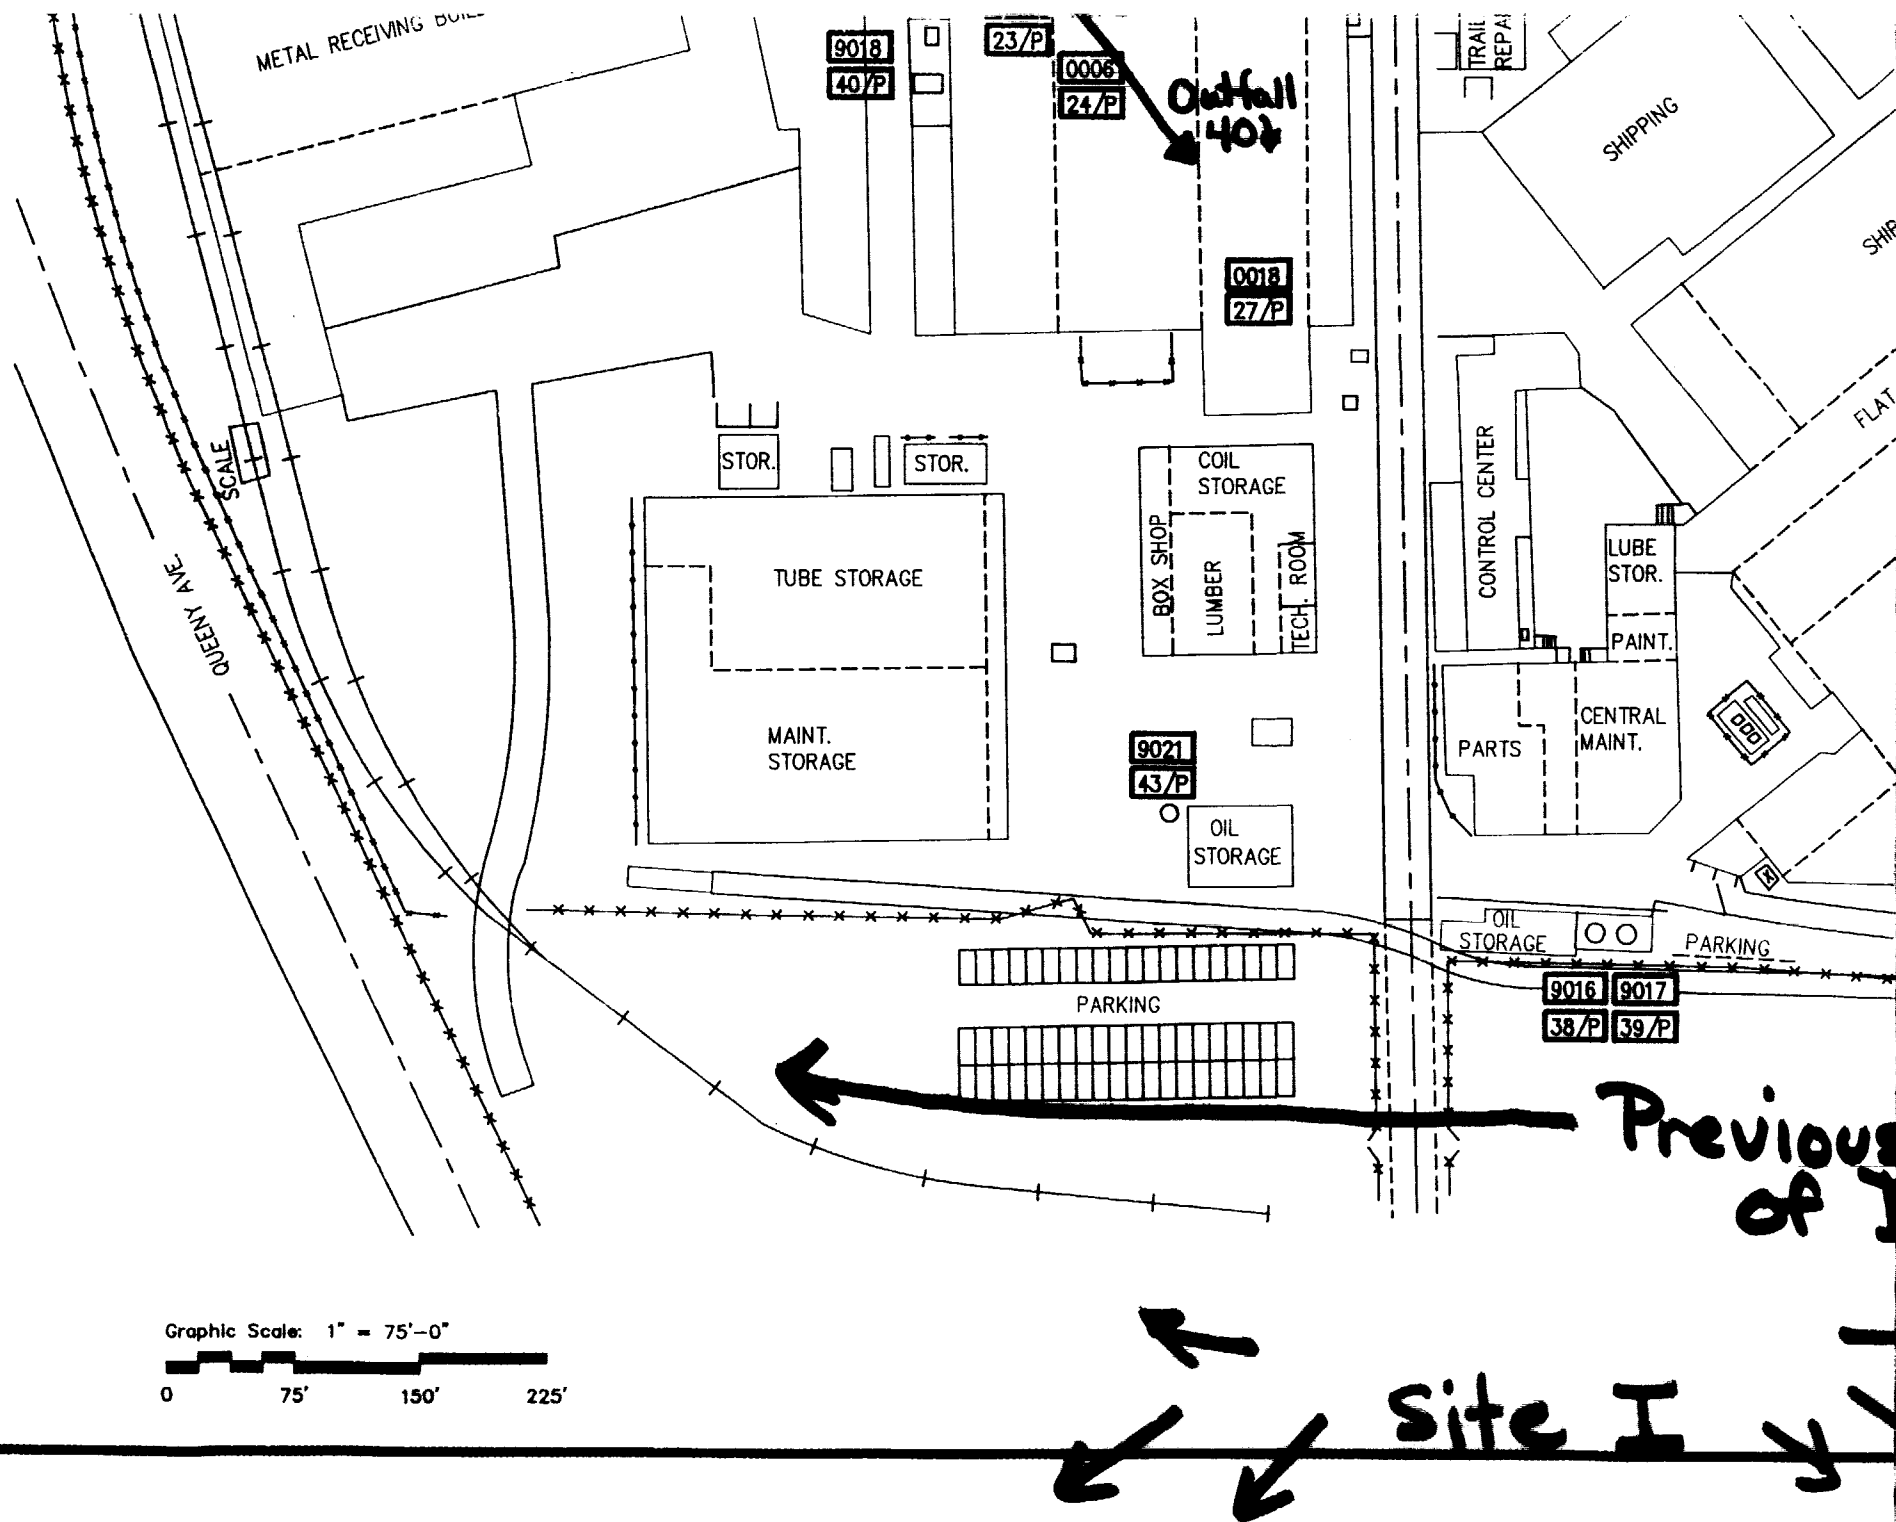 METAL RECEIVING
9018
40/P
23/P
0006
24/P
Outfall
SHIPPING
0018
27/P
SCALE
STOR.
STOR.
COIL
STORAGE
BOX SHOP
LUMBER
TECH. ROOM
CONTROL CENTER
FLAT
LUBE
STOR.
PAINT.
TUBE STORAGE
QUEENY AVE.
MAINT.
STORAGE
9021
43/P
OIL
STORAGE
PARTS
CENTRAL
MAINT.
OIL
STORAGE
PARKING
PARKING
9016 9017
38/P 39/P
Previous
of I
Graphic Scale: 1" = 75'-0"
0 75' 150' 225'
Site I